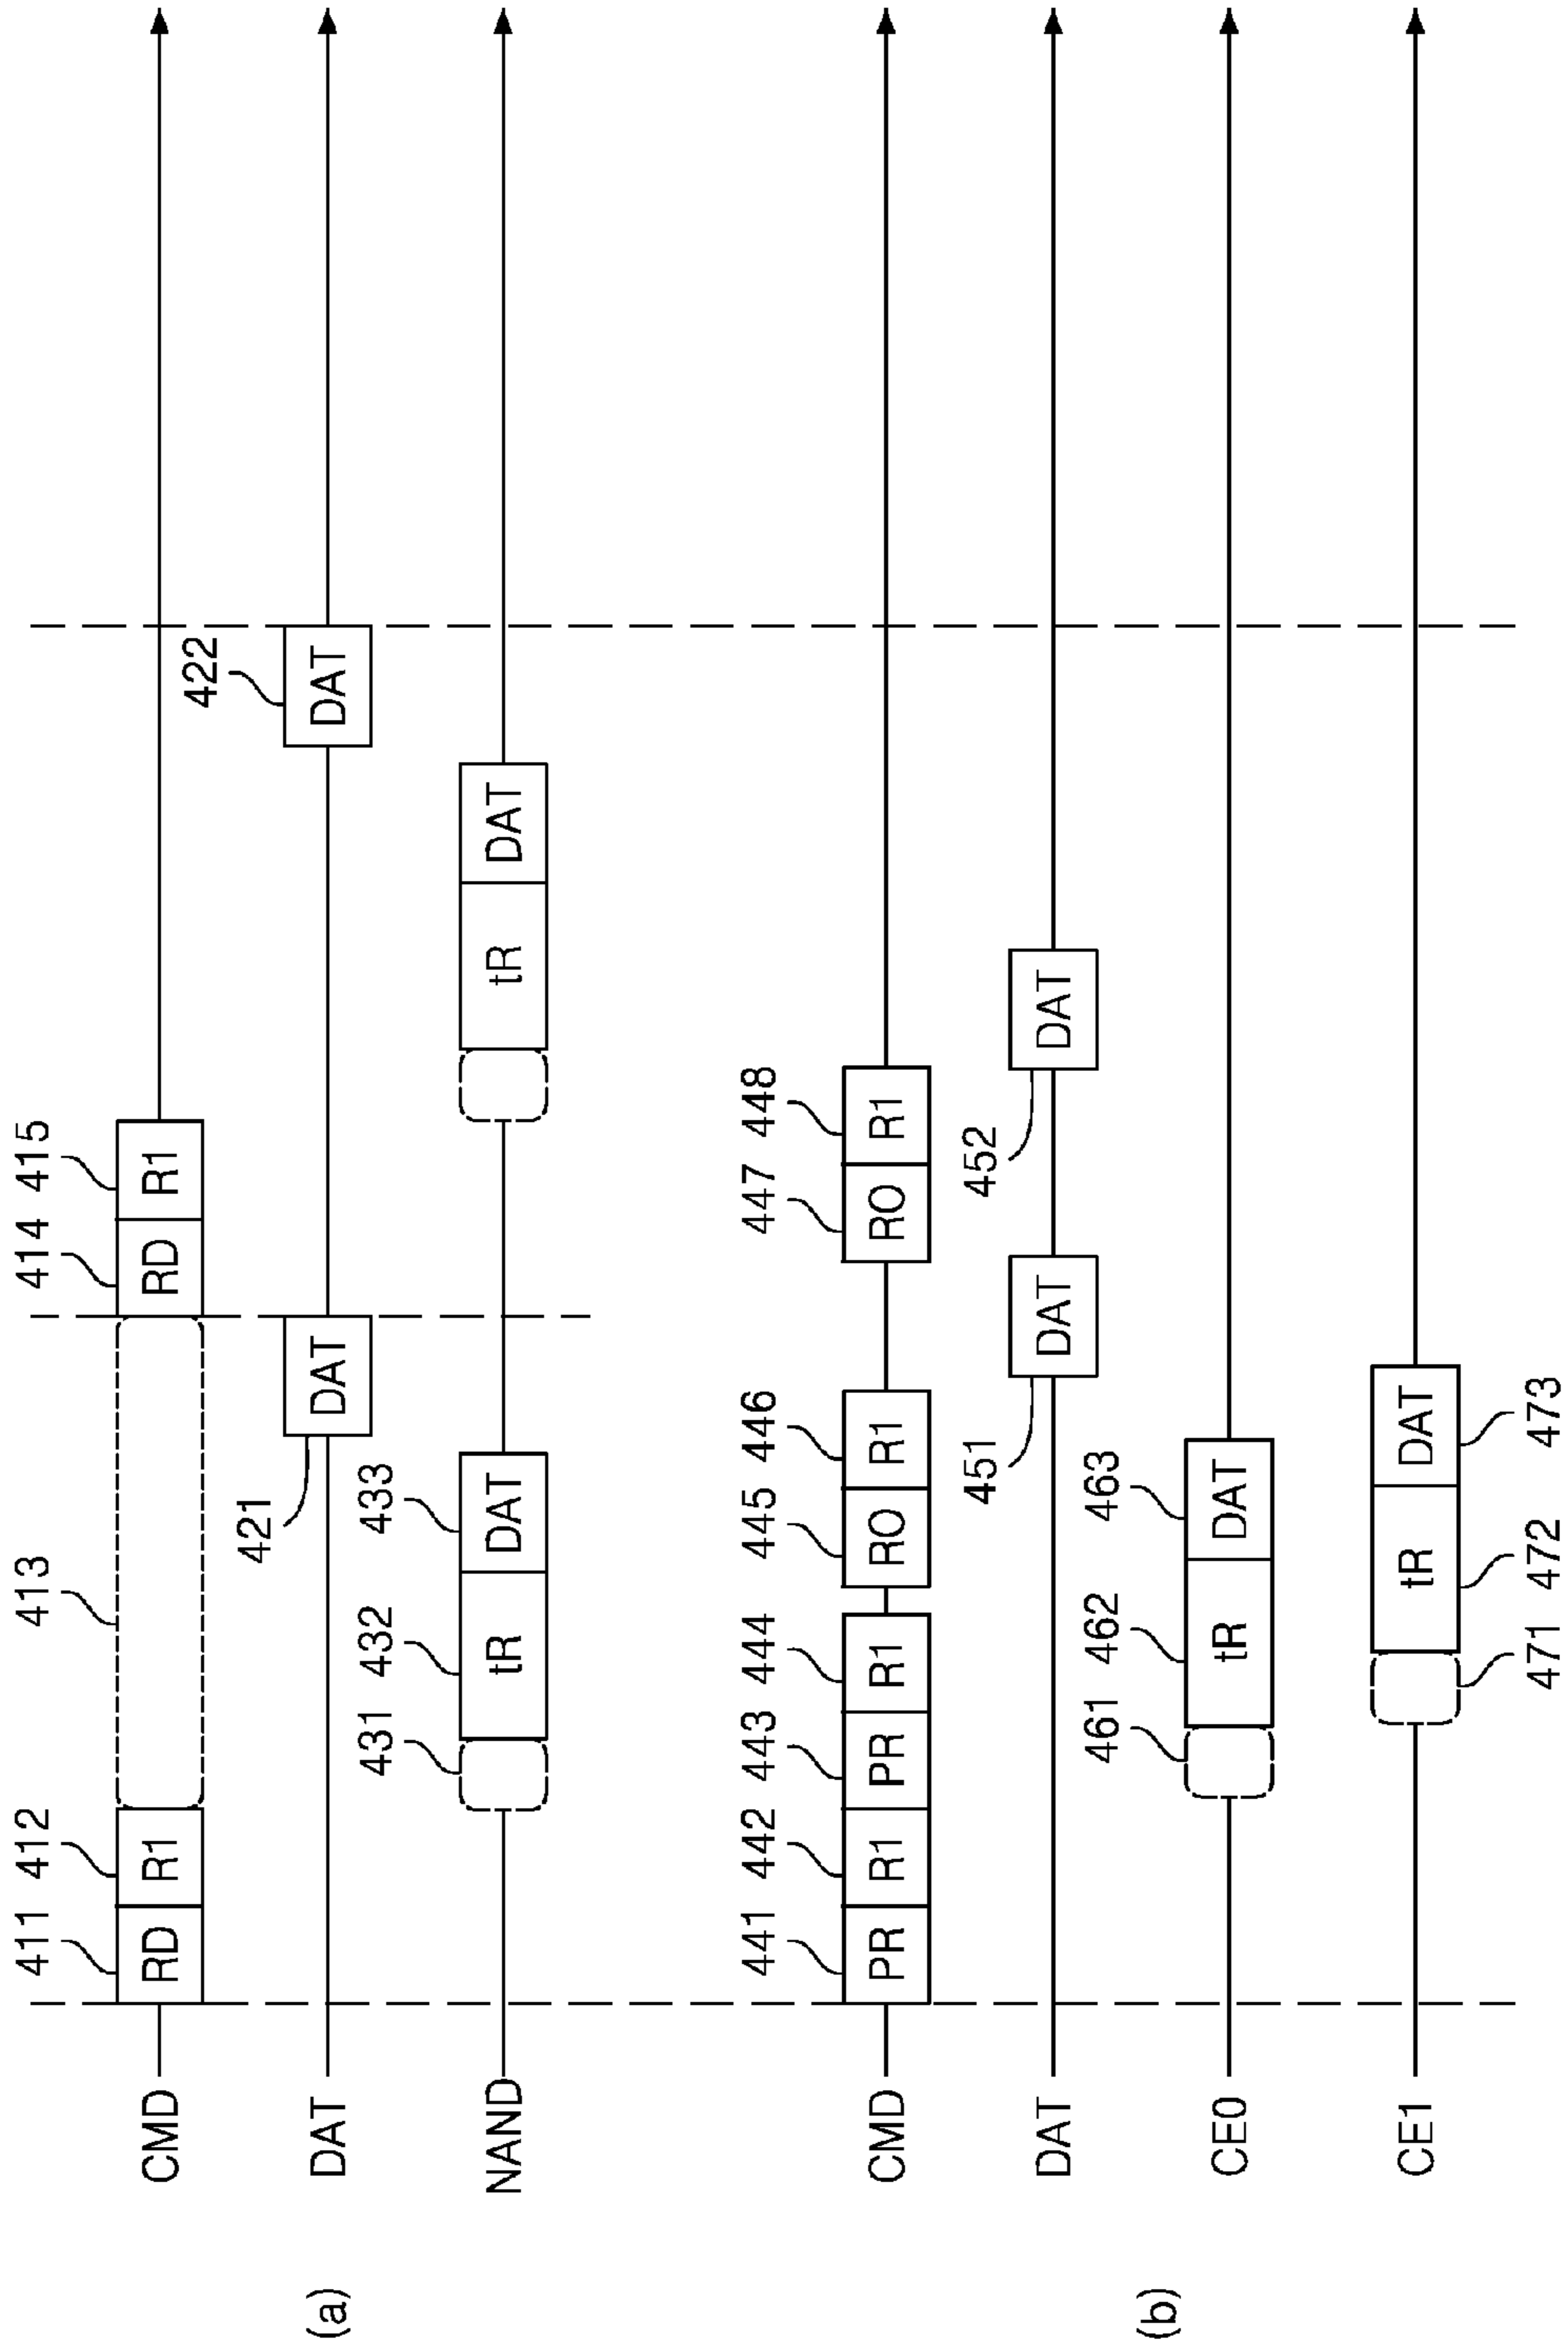 (a)
411 412 413 414 415
CMD RD R1 RD R1
421 422
DAT DAT DAT
431 432 433
NAND tR DAT tR DAT
(b)
441 442 443 444 445 446 447 448
CMD PR R1 PR R1 RO R1 RO R1
DAT DAT DAT
451 452
461 462 463
CE0 tR DAT
CE1 tR DAT
471 472 473